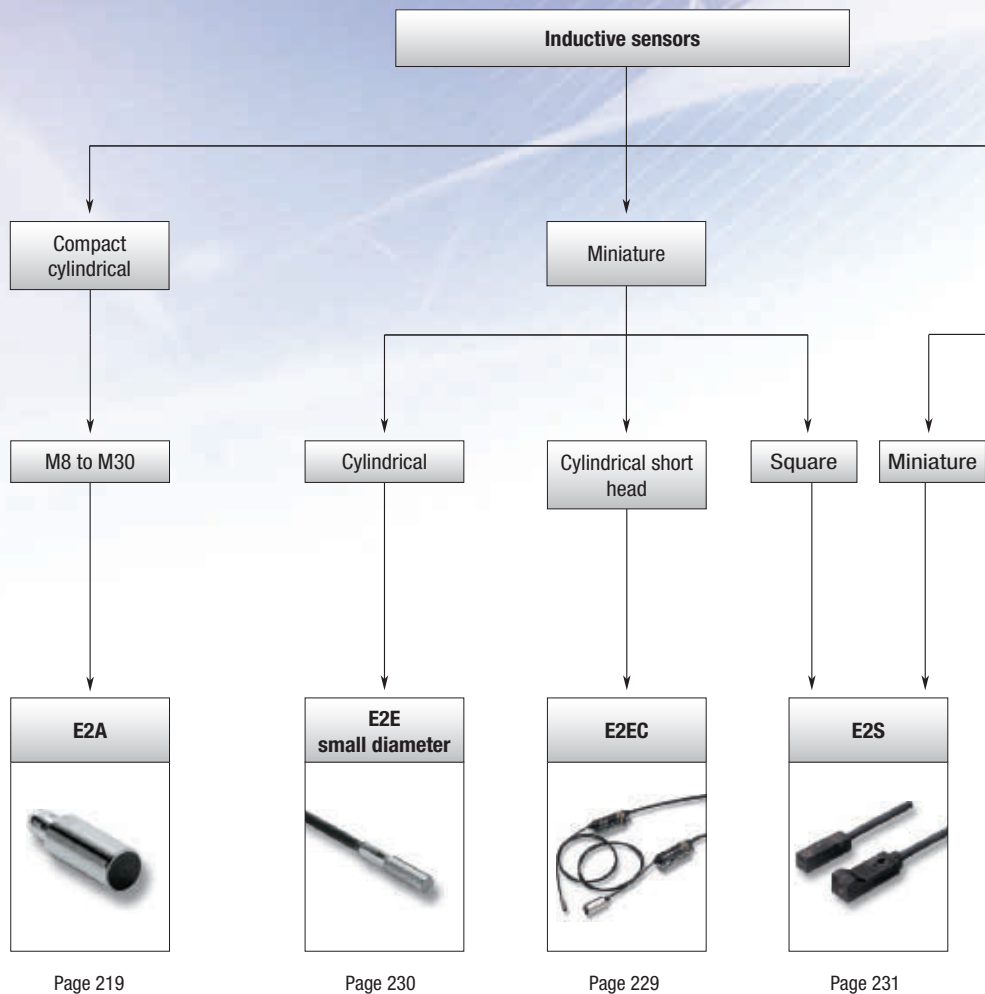 Inductive sensors
Compact
cylindrical
Miniature
M8 to M30
Cylindrical
Cylindrical short
head
Square
Miniature
E2A
E2E
small diameter
E2EC
E2S
Page 219
Page 230
Page 229
Page 231